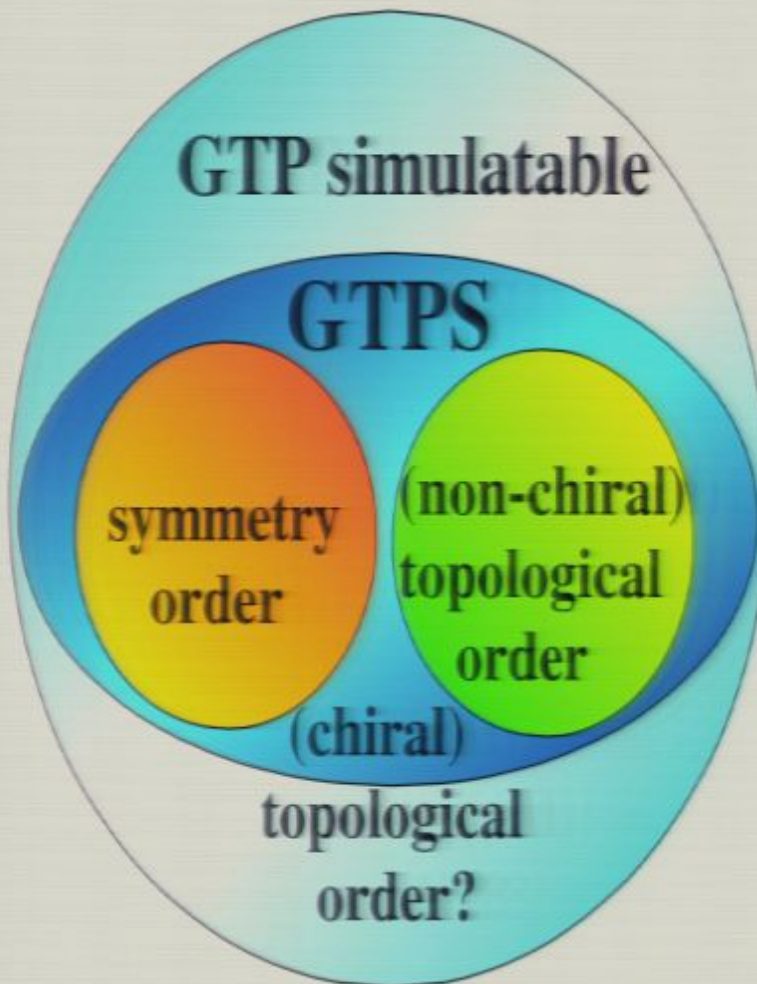 GTP simulatable
GTPS
symmetry
order
(non-chiral)
topological
order
(chiral)
topological
order?